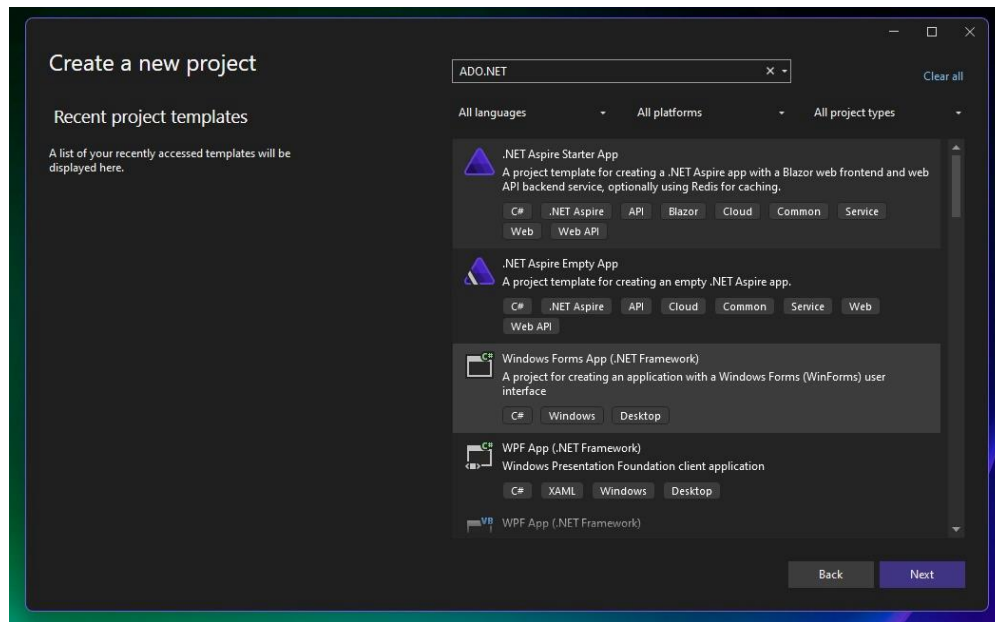 Create a new project
Recent project templates
A list of your recently accessed templates will be
displayed here.
ADO.NET
Clear all
All languages
All platforms
All project types
.NET Aspire Starter App
A project template for creating a .NET Aspire app with a Blazor web frontend and web
API backend service, optionally using Redis for caching.
C# .NET Aspire API Blazor Cloud Common Service
Web Web API
.NET Aspire Empty App
A project template for creating an empty .NET Aspire app.
C# .NET Aspire API Cloud Common Service Web
Web API
C#
Windows Forms App (.NET Framework)
A project for creating an application with a Windows Forms (WinForms) user
interface
C# Windows Desktop
C#
WPF App (.NET Framework)
Windows Presentation Foundation client application
C# XAML Windows Desktop
VB
WPF App (.NET Framework)
Back
Next